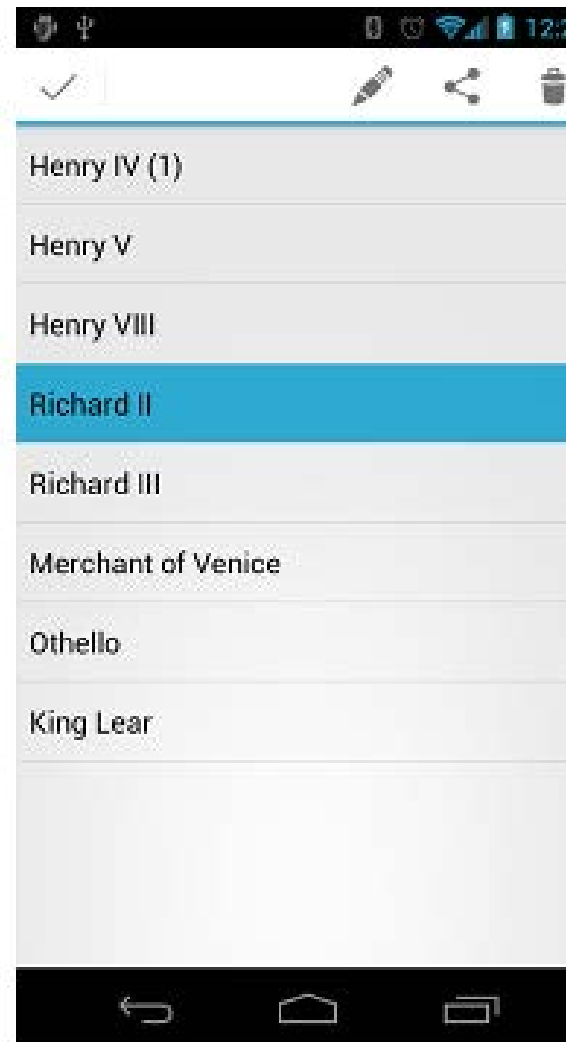 Henry IV (1)
Henry V
Henry VIII
Richard II
Richard III
Merchant of Venice
Othello
King Lear